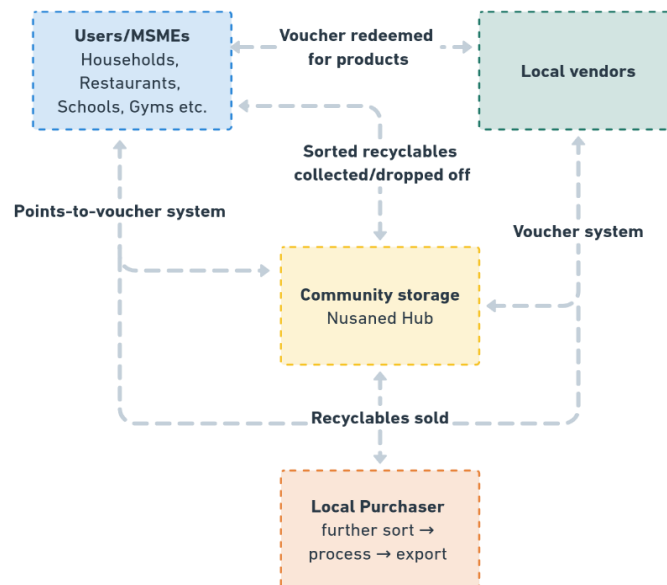 Users/MSMEs
Households,
Restaurants,
Schools, Gyms etc.
Voucher redeemed
for products
Local vendors
Sorted recyclables
collected/dropped off
Points-to-voucher system
Voucher system
Community storage
Nusaned Hub
Recyclables sold
Local Purchaser
further sort →
process → export